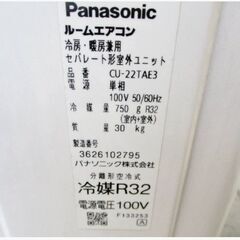 Panasonic
ルームエアコン
冷房・暖房兼用
セパレート形室外ユニット
品番 CU-22TAE3
電源 単相
100V 50/60Hz
冷媒量 750 g R32
(室内+室外)
質量 30 kg
製造番号
3626102795
パナソニック株式会社
分離形空冷式
冷媒R32
電源電圧100V
F133253
A